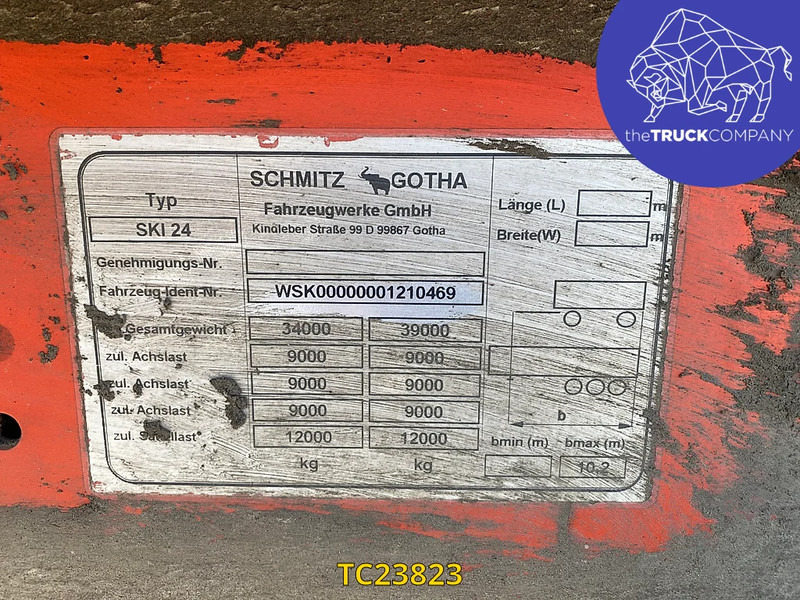 theTRUCKCOMPANY
SCHMITZ GOTHA
Fahrzeugwerke GmbH
Kindleber Straße 99 D 99867 Gotha
Typ
SKI 24
Länge (L) m
Breite(W) m
Genehmigungs-Nr.
Fahrzeug-Ident-Nr. WSK00000001210469
Gesamtgewicht 34000 39000
zul. Achslast 9000 9000
zul. Achslast 9000 9000
zul. Achslast 9000 9000
zul. Sattellast 12000 12000
kg kg
b
bmin (m) bmax (m)
10,2
TC23823